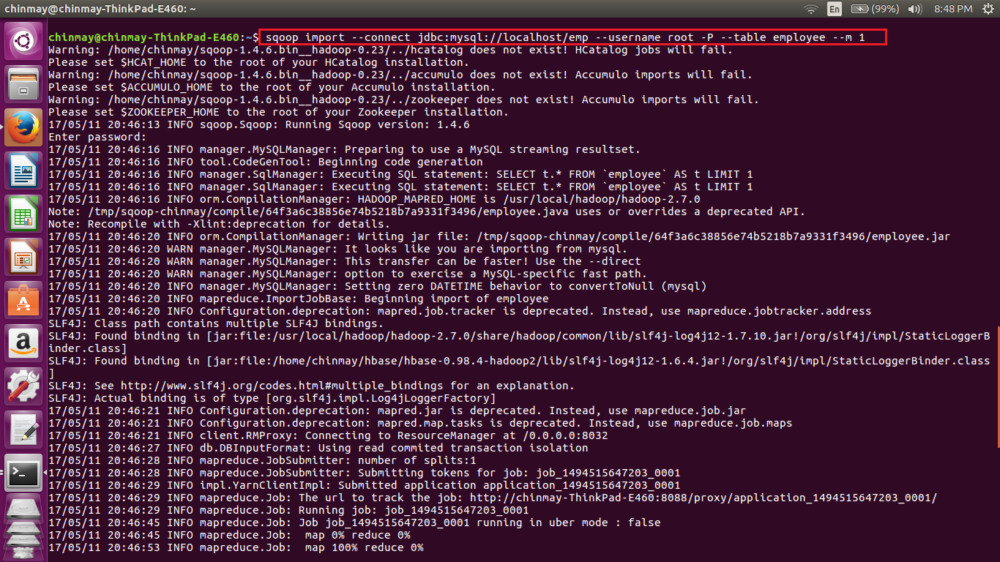 chinmay@chinmay-ThinkPad-E460: ~
En
(99%)
8:48 PM
chinmay@chinmay-ThinkPad-E460:~$ sqoop import --connect jdbc:mysql://localhost/emp --username root -P --table employee --m 1
Warning: /home/chinmay/sqoop-1.4.6.bin__hadoop-0.23/../hcatalog does not exist! HCatalog jobs will fail.
Please set $HCAT_HOME to the root of your HCatalog installation.
Warning: /home/chinmay/sqoop-1.4.6.bin__hadoop-0.23/../accumulo does not exist! Accumulo imports will fail.
Please set $ACCUMULO_HOME to the root of your Accumulo installation.
Warning: /home/chinmay/sqoop-1.4.6.bin__hadoop-0.23/../zookeeper does not exist! Accumulo imports will fail.
Please set $ZOOKEEPER_HOME to the root of your Zookeeper installation.
17/05/11 20:46:13 INFO sqoop.Sqoop: Running Sqoop version: 1.4.6
Enter password:
17/05/11 20:46:16 INFO manager.MySQLManager: Preparing to use a MySQL streaming resultset.
17/05/11 20:46:16 INFO tool.CodeGenTool: Beginning code generation
17/05/11 20:46:16 INFO manager.SqlManager: Executing SQL statement: SELECT t.* FROM `employee` AS t LIMIT 1
17/05/11 20:46:16 INFO manager.SqlManager: Executing SQL statement: SELECT t.* FROM `employee` AS t LIMIT 1
17/05/11 20:46:16 INFO orm.CompilationManager: HADOOP_MAPRED_HOME is /usr/local/hadoop/hadoop-2.7.0
Note: /tmp/sqoop-chinmay/compile/64f3a6c38856e74b5218b7a9331f3496/employee.java uses or overrides a deprecated API.
Note: Recompile with -Xlint:deprecation for details.
17/05/11 20:46:20 INFO orm.CompilationManager: Writing jar file: /tmp/sqoop-chinmay/compile/64f3a6c38856e74b5218b7a9331f3496/employee.jar
17/05/11 20:46:20 WARN manager.MySQLManager: It looks like you are importing from mysql.
17/05/11 20:46:20 WARN manager.MySQLManager: This transfer can be faster! Use the --direct
17/05/11 20:46:20 WARN manager.MySQLManager: option to exercise a MySQL-specific fast path.
17/05/11 20:46:20 INFO manager.MySQLManager: Setting zero DATETIME behavior to convertToNull (mysql)
17/05/11 20:46:20 INFO mapreduce.ImportJobBase: Beginning import of employee
17/05/11 20:46:20 INFO Configuration.deprecation: mapred.job.tracker is deprecated. Instead, use mapreduce.jobtracker.address
SLF4J: Class path contains multiple SLF4J bindings.
SLF4J: Found binding in [jar:file:/usr/local/hadoop/hadoop-2.7.0/share/hadoop/common/lib/slf4j-log4j12-1.7.10.jar!/org/slf4j/impl/StaticLoggerB
inder.class]
SLF4J: Found binding in [jar:file:/home/chinmay/hbase/hbase-0.98.4-hadoop2/lib/slf4j-log4j12-1.6.4.jar!/org/slf4j/impl/StaticLoggerBinder.class
]
SLF4J: See http://www.slf4j.org/codes.html#multiple_bindings for an explanation.
SLF4J: Actual binding is of type [org.slf4j.impl.Log4jLoggerFactory]
17/05/11 20:46:21 INFO Configuration.deprecation: mapred.jar is deprecated. Instead, use mapreduce.job.jar
17/05/11 20:46:21 INFO Configuration.deprecation: mapred.map.tasks is deprecated. Instead, use mapreduce.job.maps
17/05/11 20:46:21 INFO client.RMProxy: Connecting to ResourceManager at /0.0.0.0:8032
17/05/11 20:46:27 INFO db.DBInputFormat: Using read commited transaction isolation
17/05/11 20:46:28 INFO mapreduce.JobSubmitter: number of splits:1
17/05/11 20:46:28 INFO mapreduce.JobSubmitter: Submitting tokens for job: job_1494515647203_0001
17/05/11 20:46:29 INFO impl.YarnClientImpl: Submitted application application_1494515647203_0001
17/05/11 20:46:29 INFO mapreduce.Job: The url to track the job: http://chinmay-ThinkPad-E460:8088/proxy/application_1494515647203_0001/
17/05/11 20:46:29 INFO mapreduce.Job: Running job: job_1494515647203_0001
17/05/11 20:46:45 INFO mapreduce.Job: Job job_1494515647203_0001 running in uber mode : false
17/05/11 20:46:45 INFO mapreduce.Job:  map 0% reduce 0%
17/05/11 20:46:53 INFO mapreduce.Job:  map 100% reduce 0%